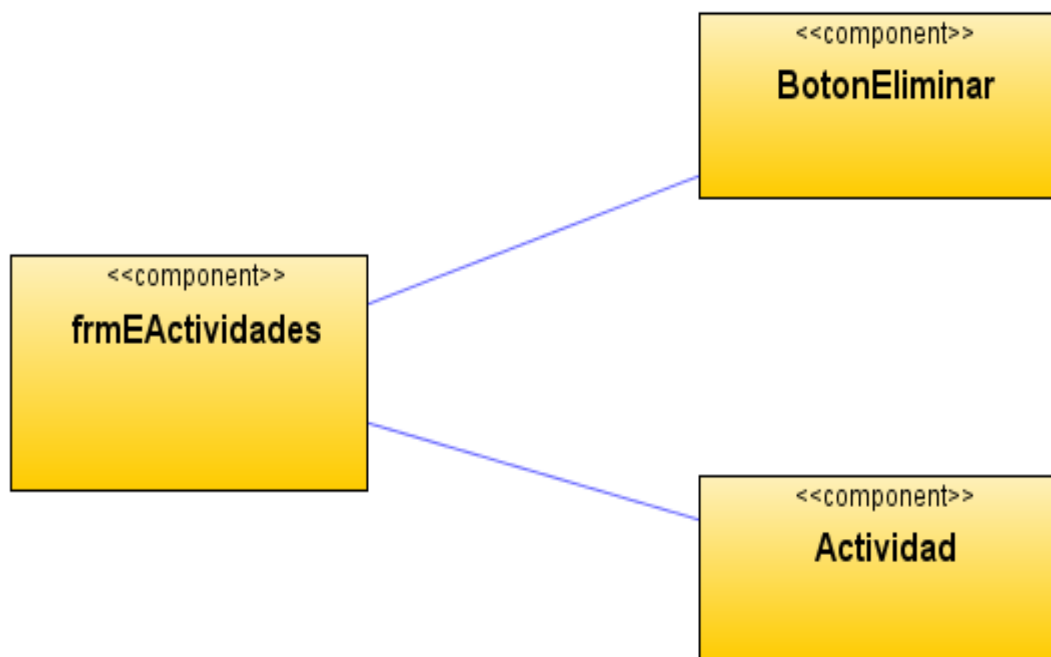 <<component>>
BotonEliminar
<<component>>
frmEActividades
<<component>>
Actividad